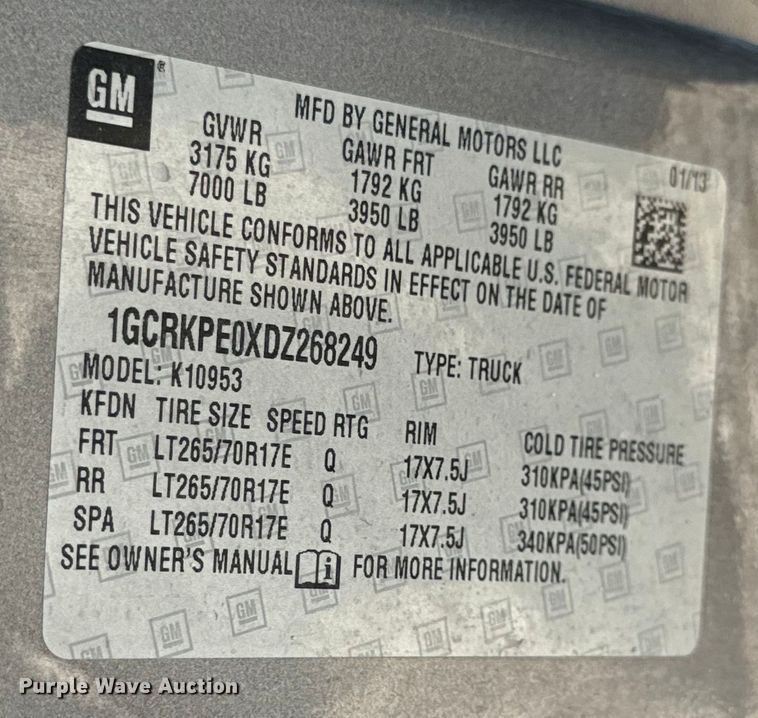 GM ®
MFD BY GENERAL MOTORS LLC
01/13
GVWR GAWR FRT GAWR RR
3175 KG 1792 KG 1792 KG
7000 LB 3950 LB 3950 LB
THIS VEHICLE CONFORMS TO ALL APPLICABLE U.S. FEDERAL MOTOR
VEHICLE SAFETY STANDARDS IN EFFECT ON THE DATE OF
MANUFACTURE SHOWN ABOVE.
1GCRKPE0XDZ268249 TYPE: TRUCK
MODEL: K10953
KFDN TIRE SIZE SPEED RTG RIM COLD TIRE PRESSURE
FRT LT265/70R17E Q 17X7.5J 310KPA(45PSI)
RR LT265/70R17E Q 17X7.5J 310KPA(45PSI)
SPA LT265/70R17E Q 17X7.5J 340KPA(50PSI)
SEE OWNER'S MANUAL i FOR MORE INFORMATION.
Purple Wave Auction